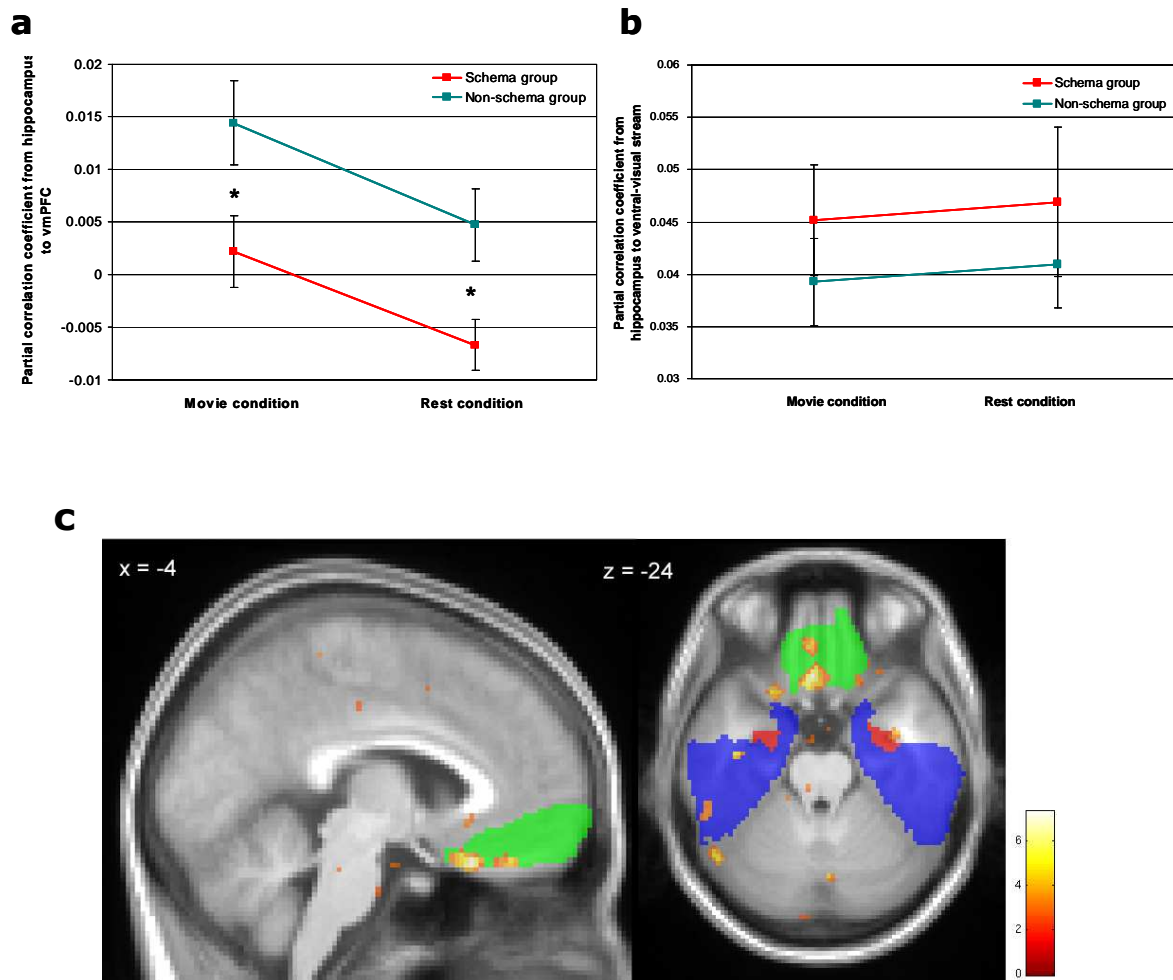 a
Partial correlation coefficient from hippocampus
to vmPFC
0.02
0.015
0.01
0.005
0
-0.005
-0.01
Schema group
Non-schema group
*
*
Movie condition
Rest condition
b
Partial correlation coefficient from
hippocampus to ventral-visual stream
0.06
0.055
0.05
0.045
0.04
0.035
0.03
Schema group
Non-schema group
Movie condition
Rest condition
c
x = -4
z = -24
6
4
2
0